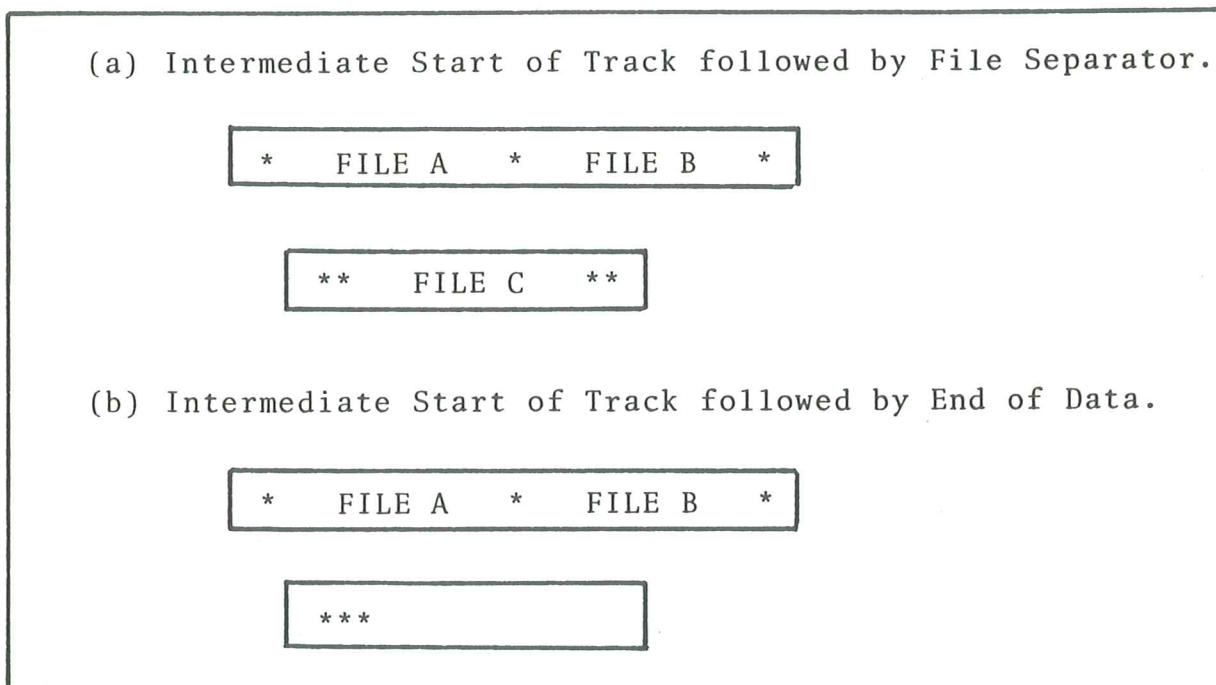 (a) Intermediate Start of Track followed by File Separator.
* FILE A * FILE B *
** FILE C **
(b) Intermediate Start of Track followed by End of Data.
* FILE A * FILE B *
***